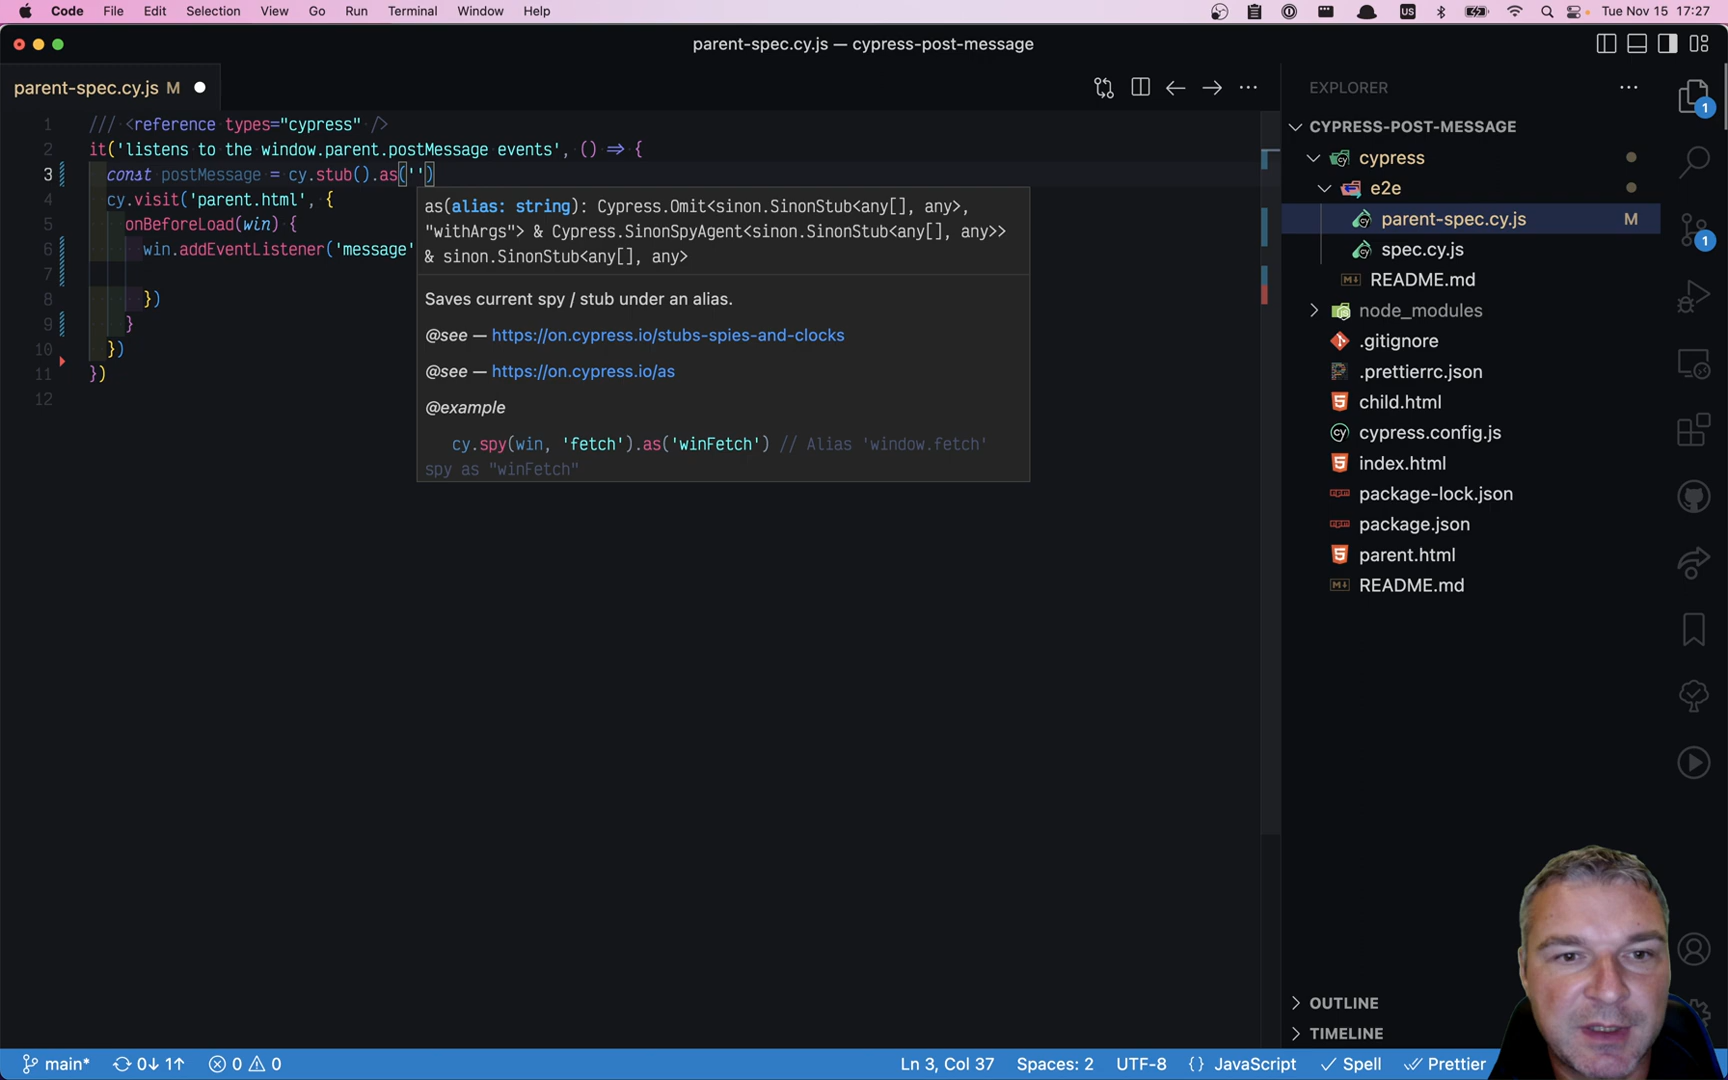 Code File Edit Selection View Go Run Terminal Window Help US Tue Nov 15 17:27
parent-spec.cy.js — cypress-post-message
parent-spec.cy.js M
EXPLORER
1 /// <reference types="cypress" />
2 it('listens to the window.parent.postMessage events', () => {
3 const postMessage = cy.stub().as('')
4 cy.visit('parent.html', {
5 onBeforeLoad(win) {
6 win.addEventListener('message'
7
8 })
9 }
10 })
11 })
12
as(alias: string): Cypress.Omit<sinon.SinonStub<any[], any>,
"withArgs"> & Cypress.SinonSpyAgent<sinon.SinonStub<any[], any>>
& sinon.SinonStub<any[], any>
Saves current spy / stub under an alias.
@see — https://on.cypress.io/stubs-spies-and-clocks
@see — https://on.cypress.io/as
@example
cy.spy(win, 'fetch').as('winFetch') // Alias 'window.fetch'
spy as "winFetch"
CYPRESS-POST-MESSAGE
cypress
e2e
parent-spec.cy.js M
spec.cy.js
README.md
node_modules
.gitignore
.prettierrc.json
child.html
cypress.config.js
index.html
package-lock.json
package.json
parent.html
README.md
1
1
OUTLINE
TIMELINE
main* 0↓ 1↑ 0 0 Ln 3, Col 37 Spaces: 2 UTF-8 {} JavaScript Spell Prettier